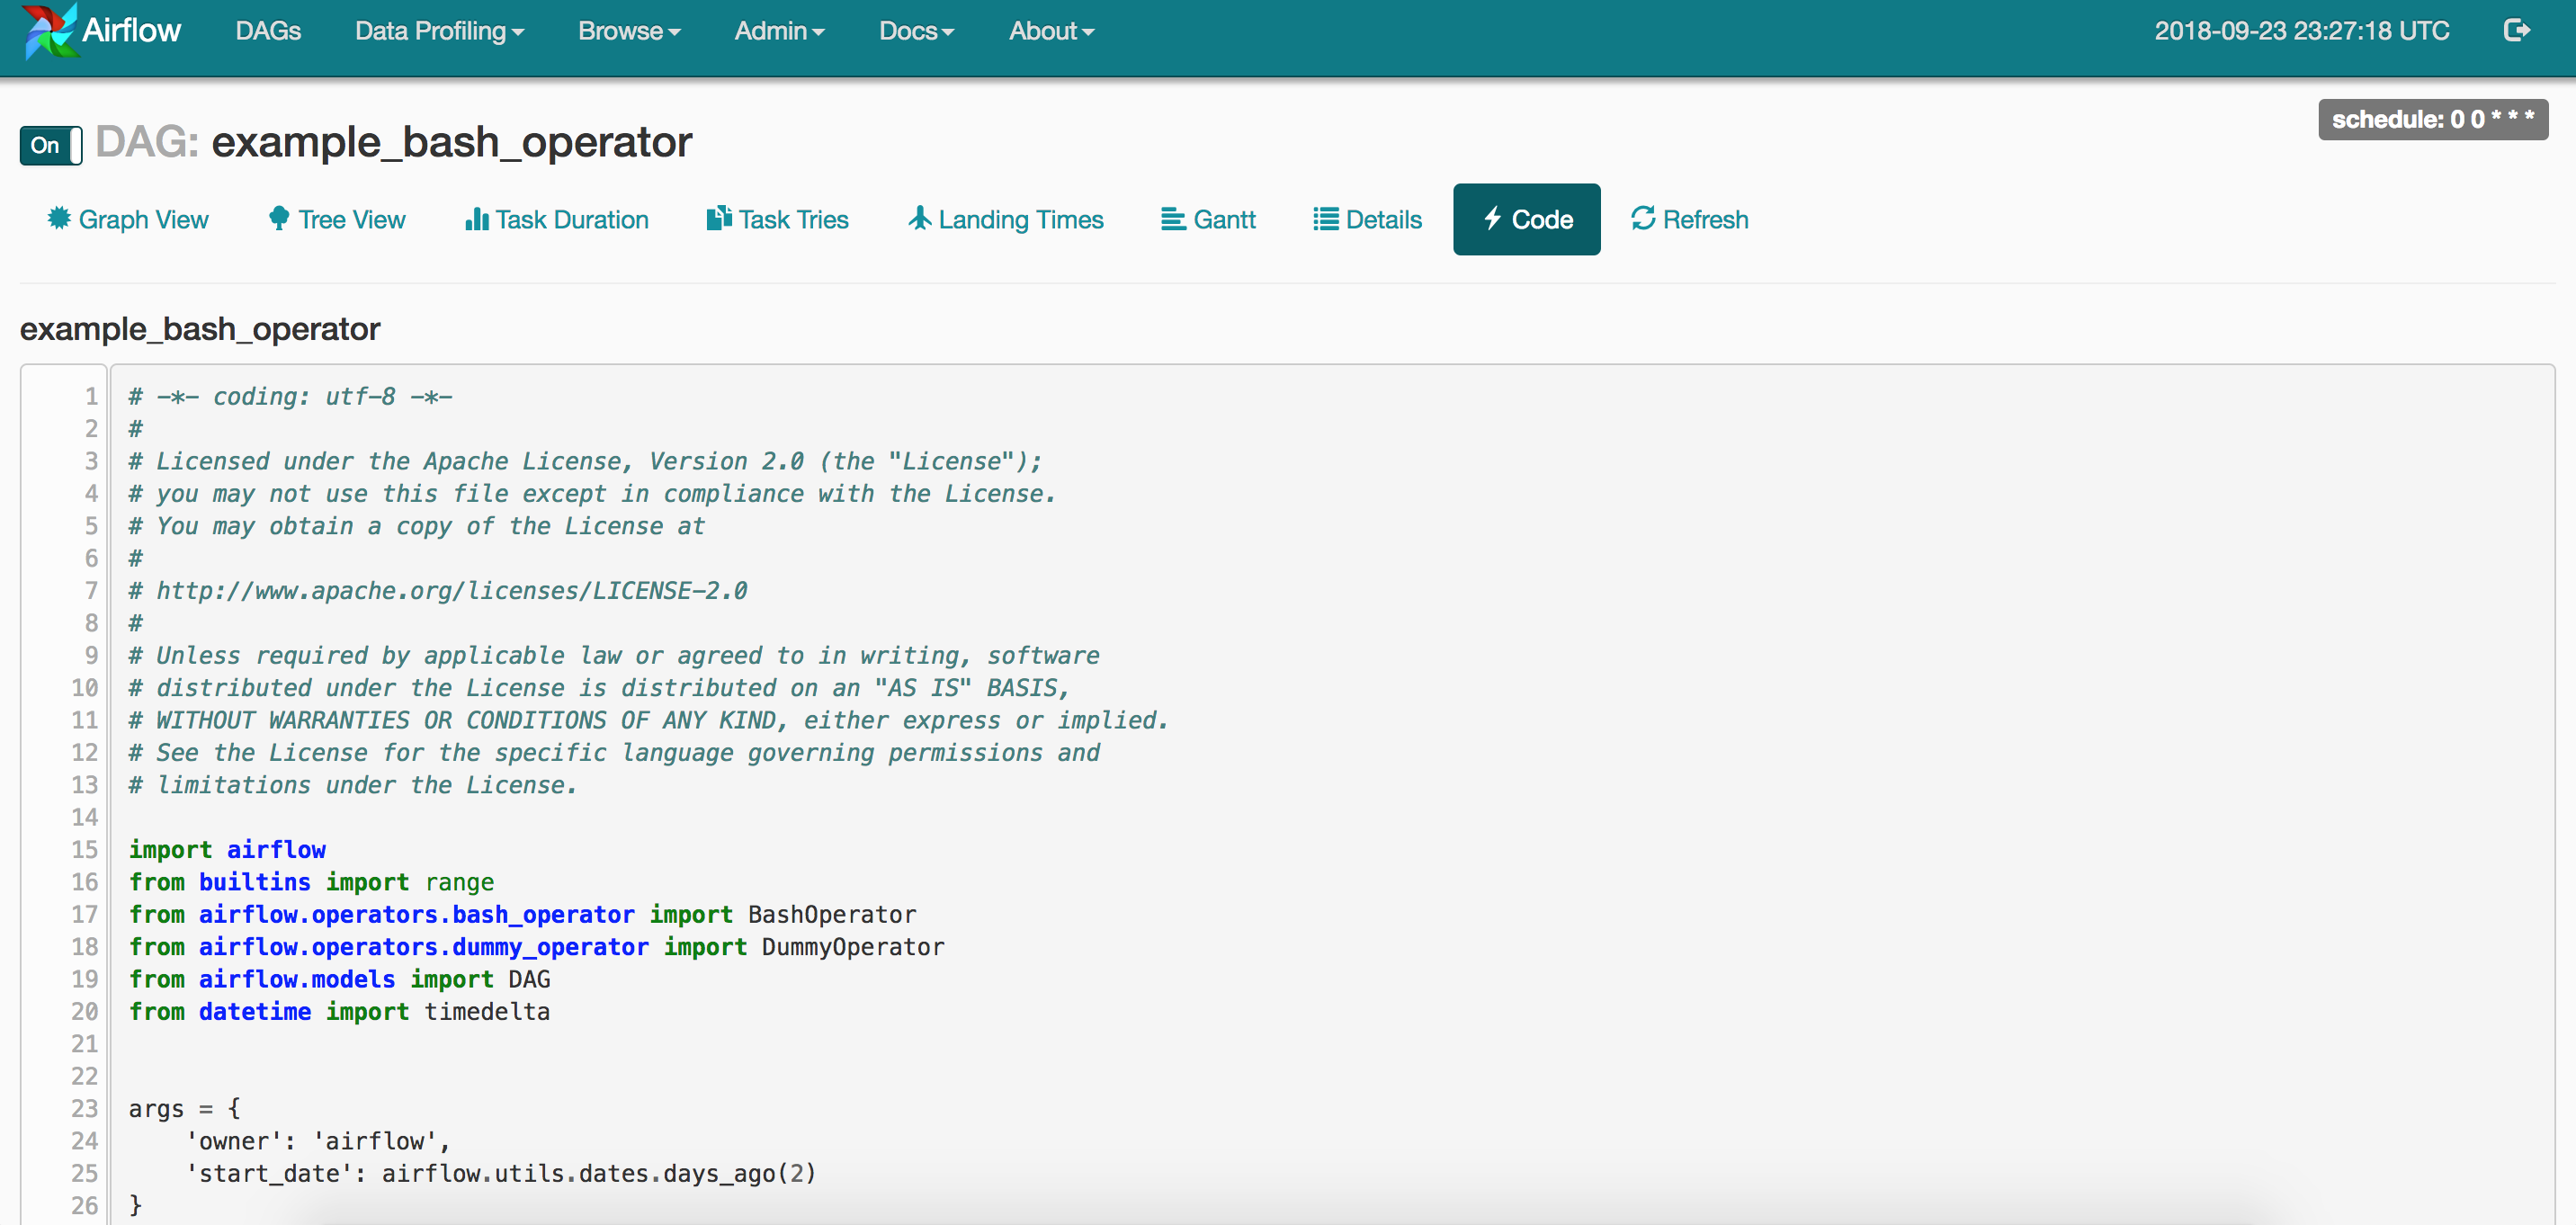 Airflow DAGs Data Profiling Browse Admin Docs About 2018-09-23 23:27:18 UTC
schedule: 0 0 * * *
On DAG: example_bash_operator
Graph View Tree View Task Duration Task Tries Landing Times Gantt Details Code Refresh
example_bash_operator
1 # -*- coding: utf-8 -*-
2 #
3 # Licensed under the Apache License, Version 2.0 (the "License");
4 # you may not use this file except in compliance with the License.
5 # You may obtain a copy of the License at
6 #
7 # http://www.apache.org/licenses/LICENSE-2.0
8 #
9 # Unless required by applicable law or agreed to in writing, software
10 # distributed under the License is distributed on an "AS IS" BASIS,
11 # WITHOUT WARRANTIES OR CONDITIONS OF ANY KIND, either express or implied.
12 # See the License for the specific language governing permissions and
13 # limitations under the License.
14
15 import airflow
16 from builtins import range
17 from airflow.operators.bash_operator import BashOperator
18 from airflow.operators.dummy_operator import DummyOperator
19 from airflow.models import DAG
20 from datetime import timedelta
21
22
23 args = {
24     'owner': 'airflow',
25     'start_date': airflow.utils.dates.days_ago(2)
26 }